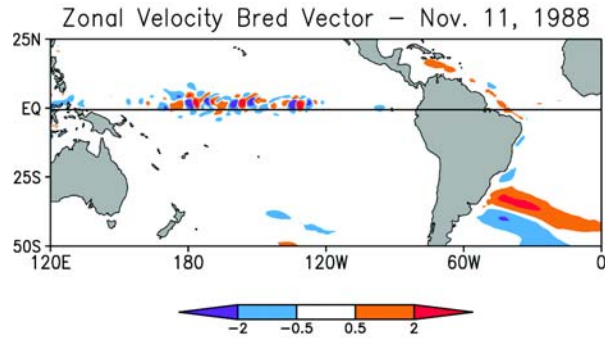 Zonal Velocity Bred Vector – Nov. 11, 1988
25N
EQ
25S
50S
120E 180 120W 60W 0
-2 -0.5 0.5 2